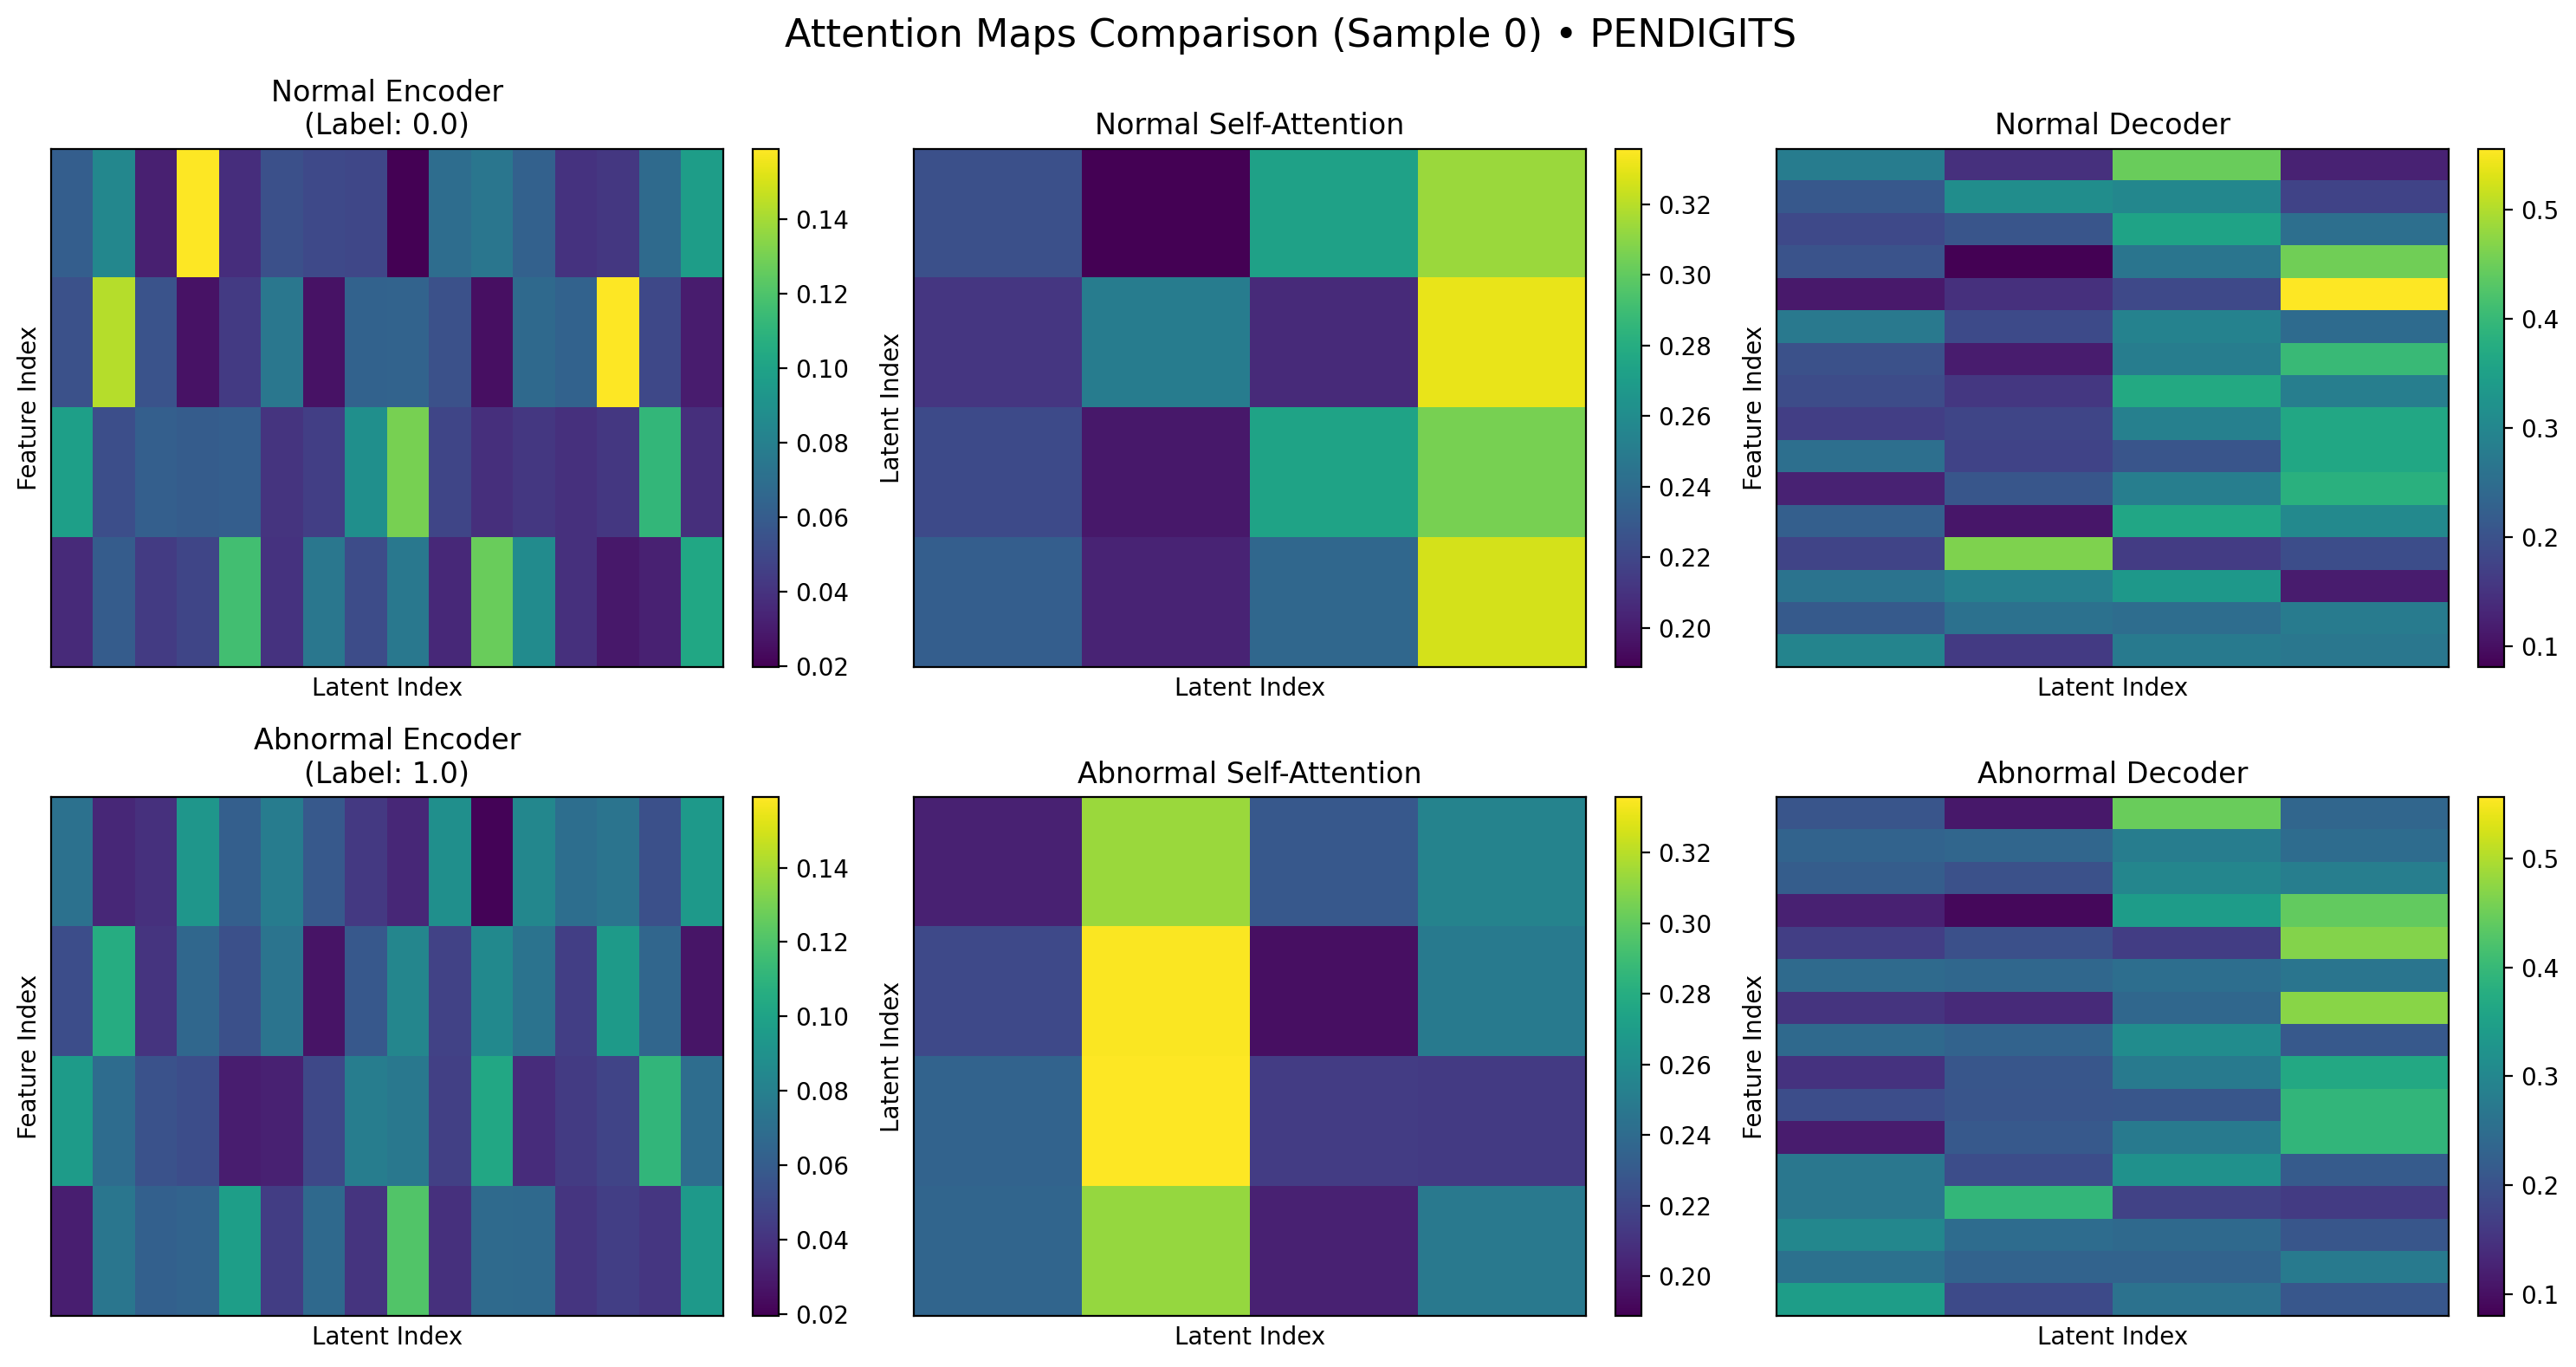 Attention Maps Comparison (Sample 0) • PENDIGITS
Normal Encoder
(Label: 0.0)
Feature Index
Latent Index
0.14
0.12
0.10
0.08
0.06
0.04
0.02
Normal Self-Attention
Latent Index
Latent Index
0.32
0.30
0.28
0.26
0.24
0.22
0.20
Normal Decoder
Feature Index
Latent Index
0.5
0.4
0.3
0.2
0.1
Abnormal Encoder
(Label: 1.0)
Feature Index
Latent Index
0.14
0.12
0.10
0.08
0.06
0.04
0.02
Abnormal Self-Attention
Latent Index
Latent Index
0.32
0.30
0.28
0.26
0.24
0.22
0.20
Abnormal Decoder
Feature Index
Latent Index
0.5
0.4
0.3
0.2
0.1